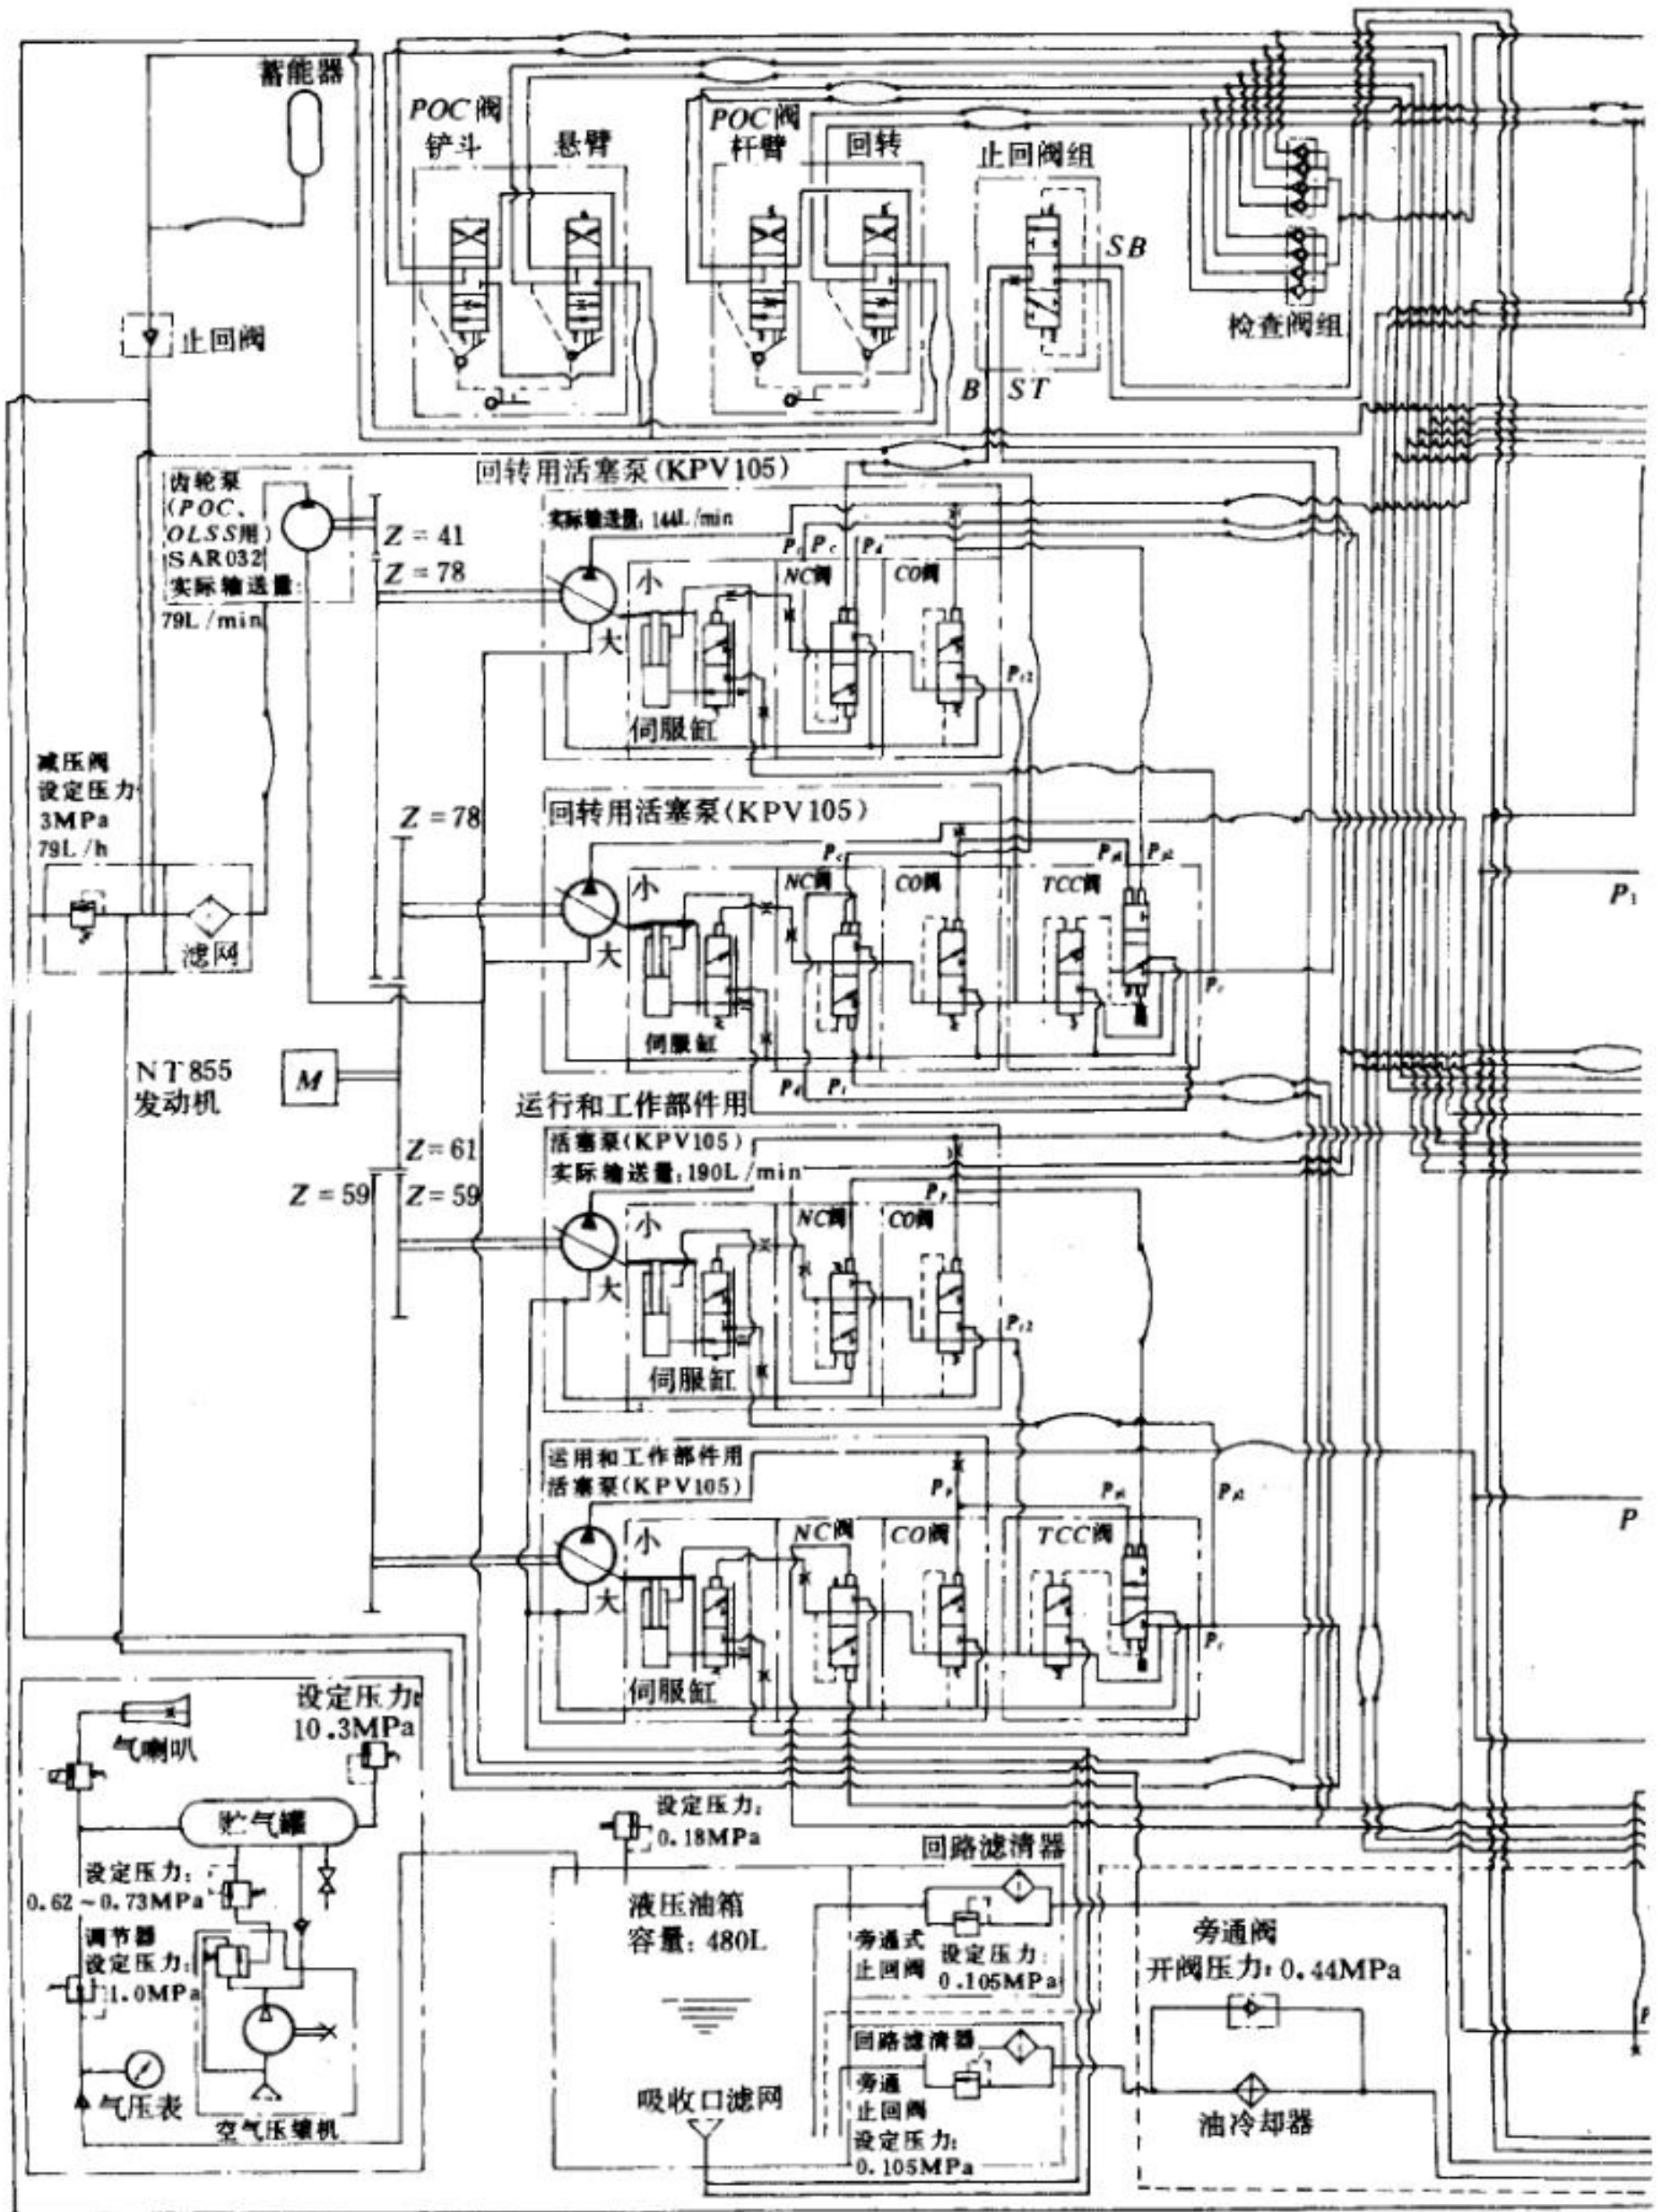 蓄能器
POC阀
铲斗
悬臂
POC阀
杆臂
回转
止回阀组
SB
检查阀组
止回阀
B
ST
回转用活塞泵(KPV105)
齿轮泵
(POC、
OLSS用)
SAR032
实际输送量:
79L/min
Z=41
Z=78
实际输送量:144L/min
小
大
NC阀
CO阀
伺服缸
减压阀
设定压力
3MPa
79L/h
滤网
Z=78
回转用活塞泵(KPV105)
小
大
NC阀
CO阀
TCC阀
伺服缸
P₁
NT855
发动机
M
运行和工作部件用
活塞泵(KPV105)
实际输送量:190L/min
Z=61
Z=59
Z=59
小
大
NC阀
CO阀
伺服缸
运用和工作部件用
活塞泵(KPV105)
小
大
NC阀
CO阀
TCC阀
伺服缸
P
设定压力:
10.3MPa
气喇叭
贮气罐
设定压力:
0.62~0.73MPa
调节器
设定压力:
1.0MPa
气压表
空气压缩机
设定压力:
0.18MPa
液压油箱
容量:480L
吸收口滤网
回路滤清器
旁通式
止回阀
设定压力:
0.105MPa
回路滤清器
旁通
止回阀
设定压力:
0.105MPa
旁通阀
开阀压力:0.44MPa
油冷却器